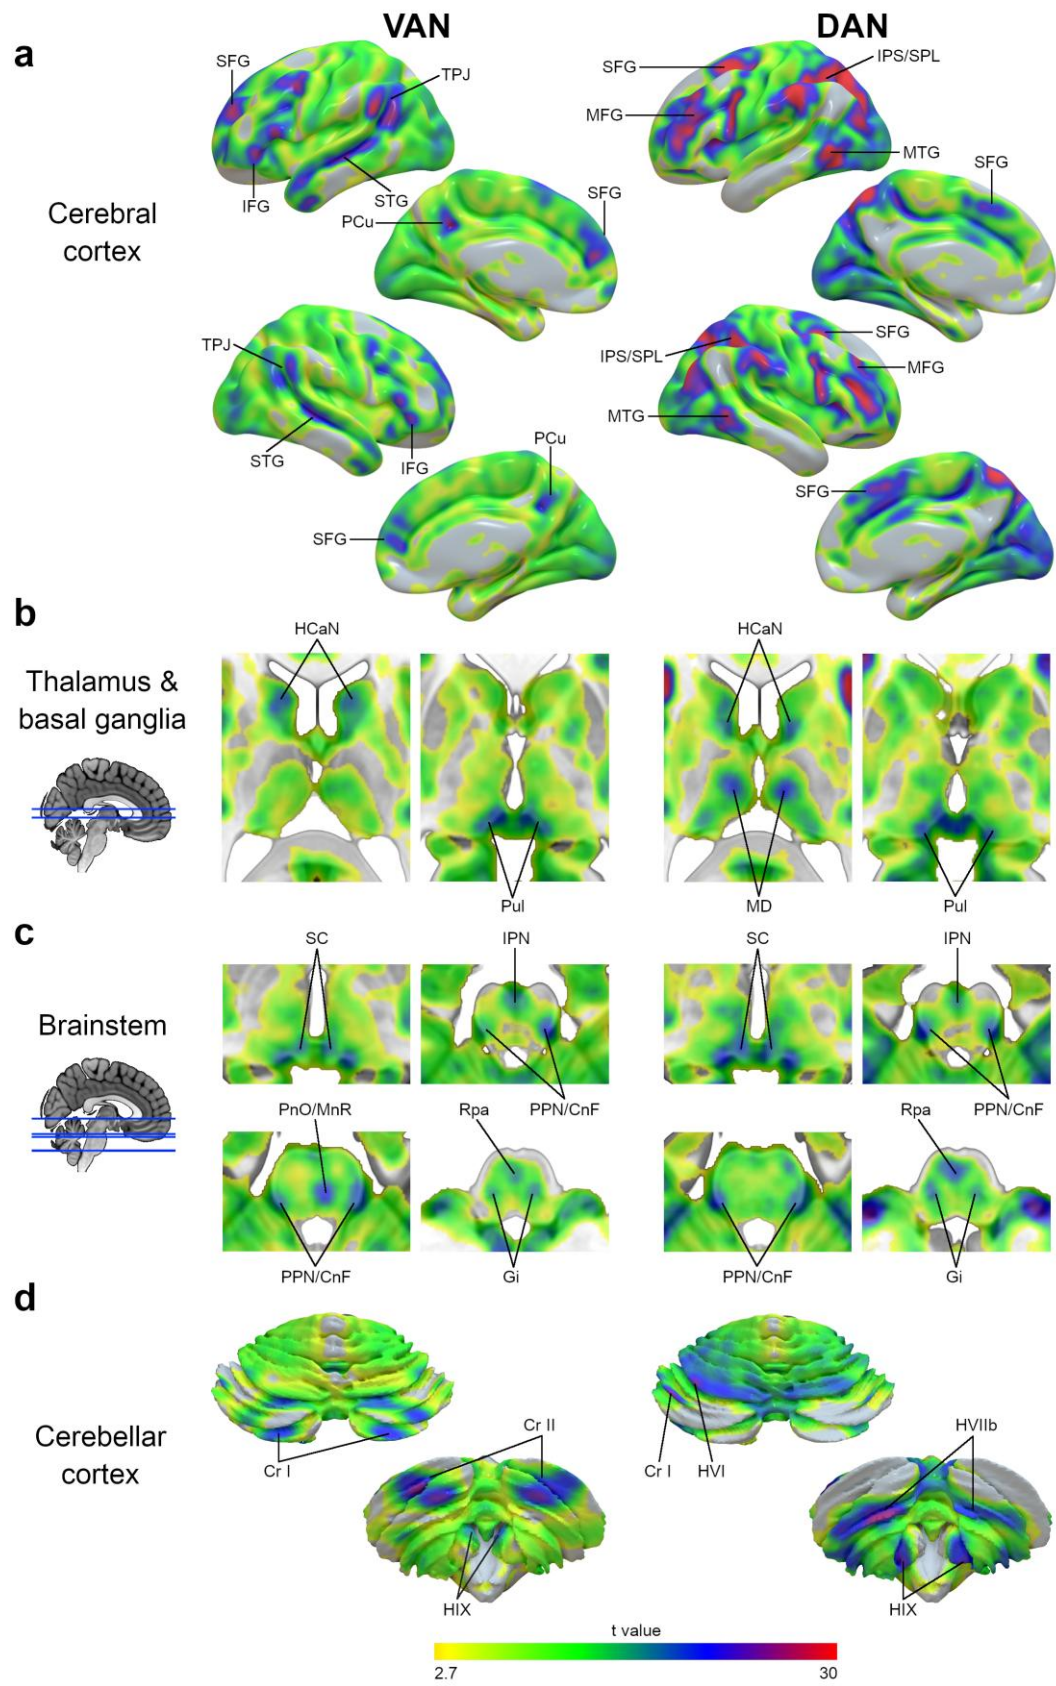 VAN
DAN
a
Cerebral
cortex
SFG
TPJ
IFG
STG
PCu
SFG
TPJ
STG
IFG
PCu
SFG
SFG
IPS/SPL
MFG
MTG
SFG
IPS/SPL
SFG
MFG
MTG
SFG
b
Thalamus &
basal ganglia
HCaN
Pul
HCaN
MD
Pul
c
Brainstem
SC
IPN
PPN/CnF
PnO/MnR
Rpa
PPN/CnF
Gi
SC
IPN
PPN/CnF
Rpa
PPN/CnF
Gi
d
Cerebellar
cortex
Cr I
Cr II
HIX
Cr I
HVI
HVIIb
HIX
t value
2.7
30